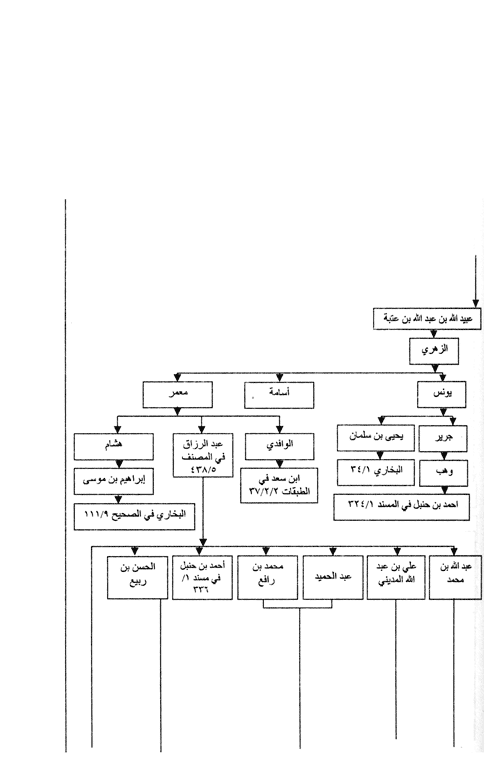 عبيد الله بن عبد الله بن عتبة
الزهري
يونس
أسامة
معمر
جرير
يحيى بن سلمان
الواقدي
عبد الرزاق
في المصنف
٤٣٨/٥
هشام
وهب
البخاري ٣٤/١
ابن سعد في
الطبقات ٣٧/٢/٢
إبراهيم بن موسى
احمد بن حنبل في المسند ٣٢٤/١
البخاري في الصحيح ١١١/٩
عبد الله بن
محمد
علي بن عبد
الله المديني
عبد الحميد
محمد بن
رافع
أحمد بن حنبل
في مسند ١/
٣٣٦
الحسن بن
ربيع